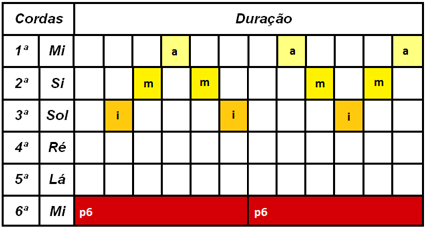 Cordas Duração
1ª Mi a a a
2ª Si m m m m
3ª Sol i i i
4ª Ré
5ª Lá
6ª Mi p6 p6